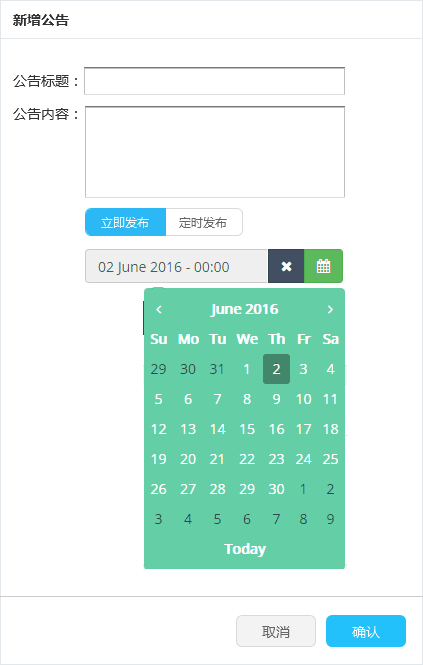 新增公告
公告标题：
公告内容：
立即发布 定时发布
02 June 2016 - 00:00
June 2016
Su Mo Tu We Th Fr Sa
29 30 31 1 2 3 4
5 6 7 8 9 10 11
12 13 14 15 16 17 18
19 20 21 22 23 24 25
26 27 28 29 30 1 2
3 4 5 6 7 8 9
Today
取消 确认